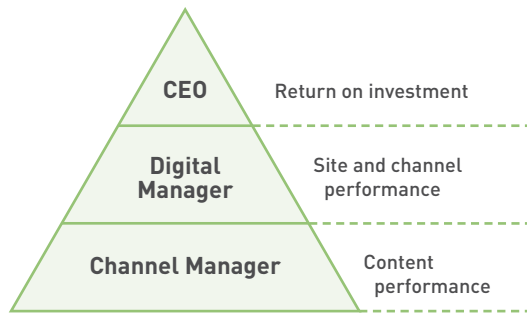 CEO
Return on investment
Digital
Manager
Site and channel
performance
Channel Manager
Content
performance